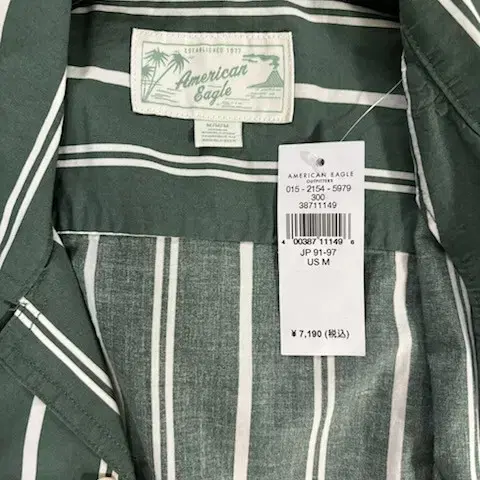 ESTABLISHED 1977
American
Eagle
M/M/M
AMERICAN EAGLE
OUTFITTERS
015 - 2154 - 5979
300
38711149
4 00387 11149 6
JP 91-97
US M
¥ 7,190 (税込)